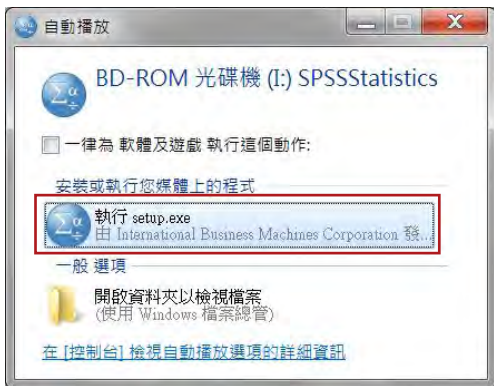 自動播放
BD-ROM 光碟機 (I:) SPSSStatistics
一律為 軟體及遊戲 執行這個動作:
安裝或執行您媒體上的程式
執行 setup.exe
由 International Business Machines Corporation 發...
一般 選項
開啟資料夾以檢視檔案
(使用 Windows 檔案總管)
在 [控制台] 檢視自動播放選項的詳細資訊